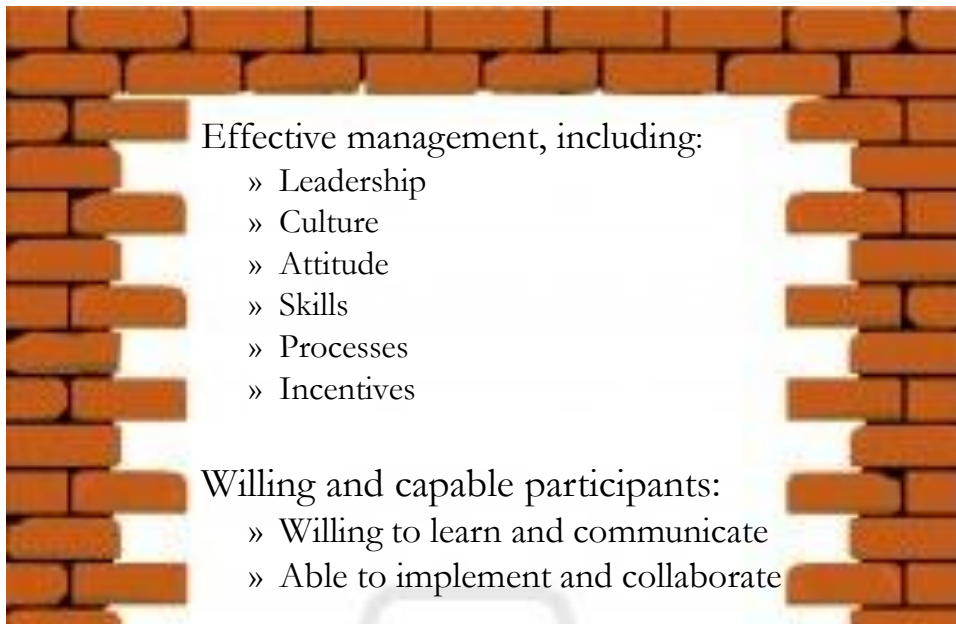 Effective management, including:
» Leadership
» Culture
» Attitude
» Skills
» Processes
» Incentives
Willing and capable participants:
» Willing to learn and communicate
» Able to implement and collaborate